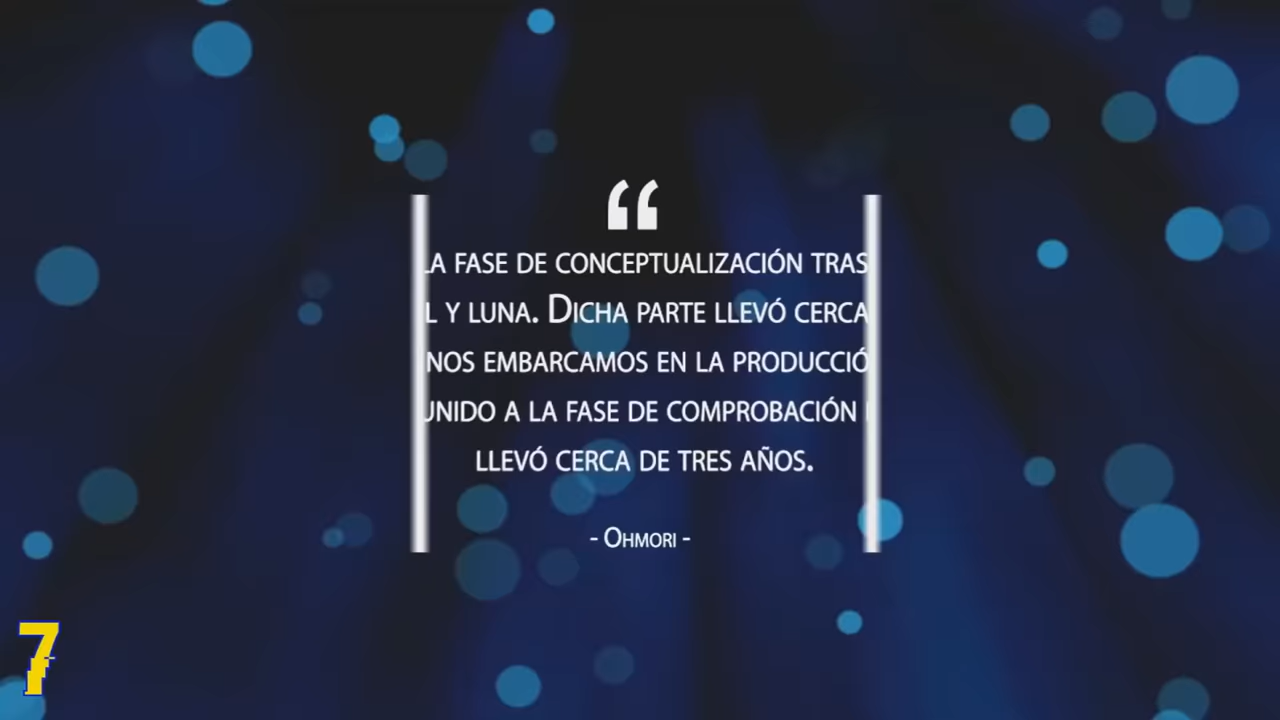 “
A FASE DE CONCEPTUALIZACIÓN TRAS
L Y LUNA. DICHA PARTE LLEVÓ CERCA
NOS EMBARCAMOS EN LA PRODUCCIÓ
UNIDO A LA FASE DE COMPROBACIÓN
LLEVÓ CERCA DE TRES AÑOS.
- OHMORI -
7